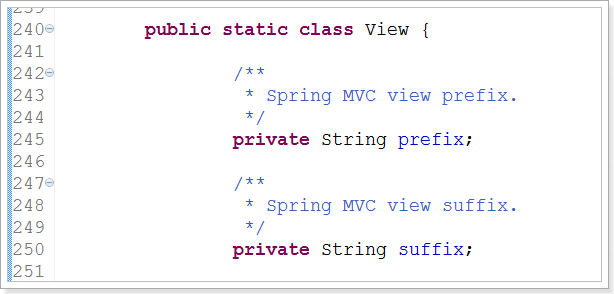 239
240 public static class View {
241
242 /**
243 * Spring MVC view prefix.
244 */
245 private String prefix;
246
247 /**
248 * Spring MVC view suffix.
249 */
250 private String suffix;
251